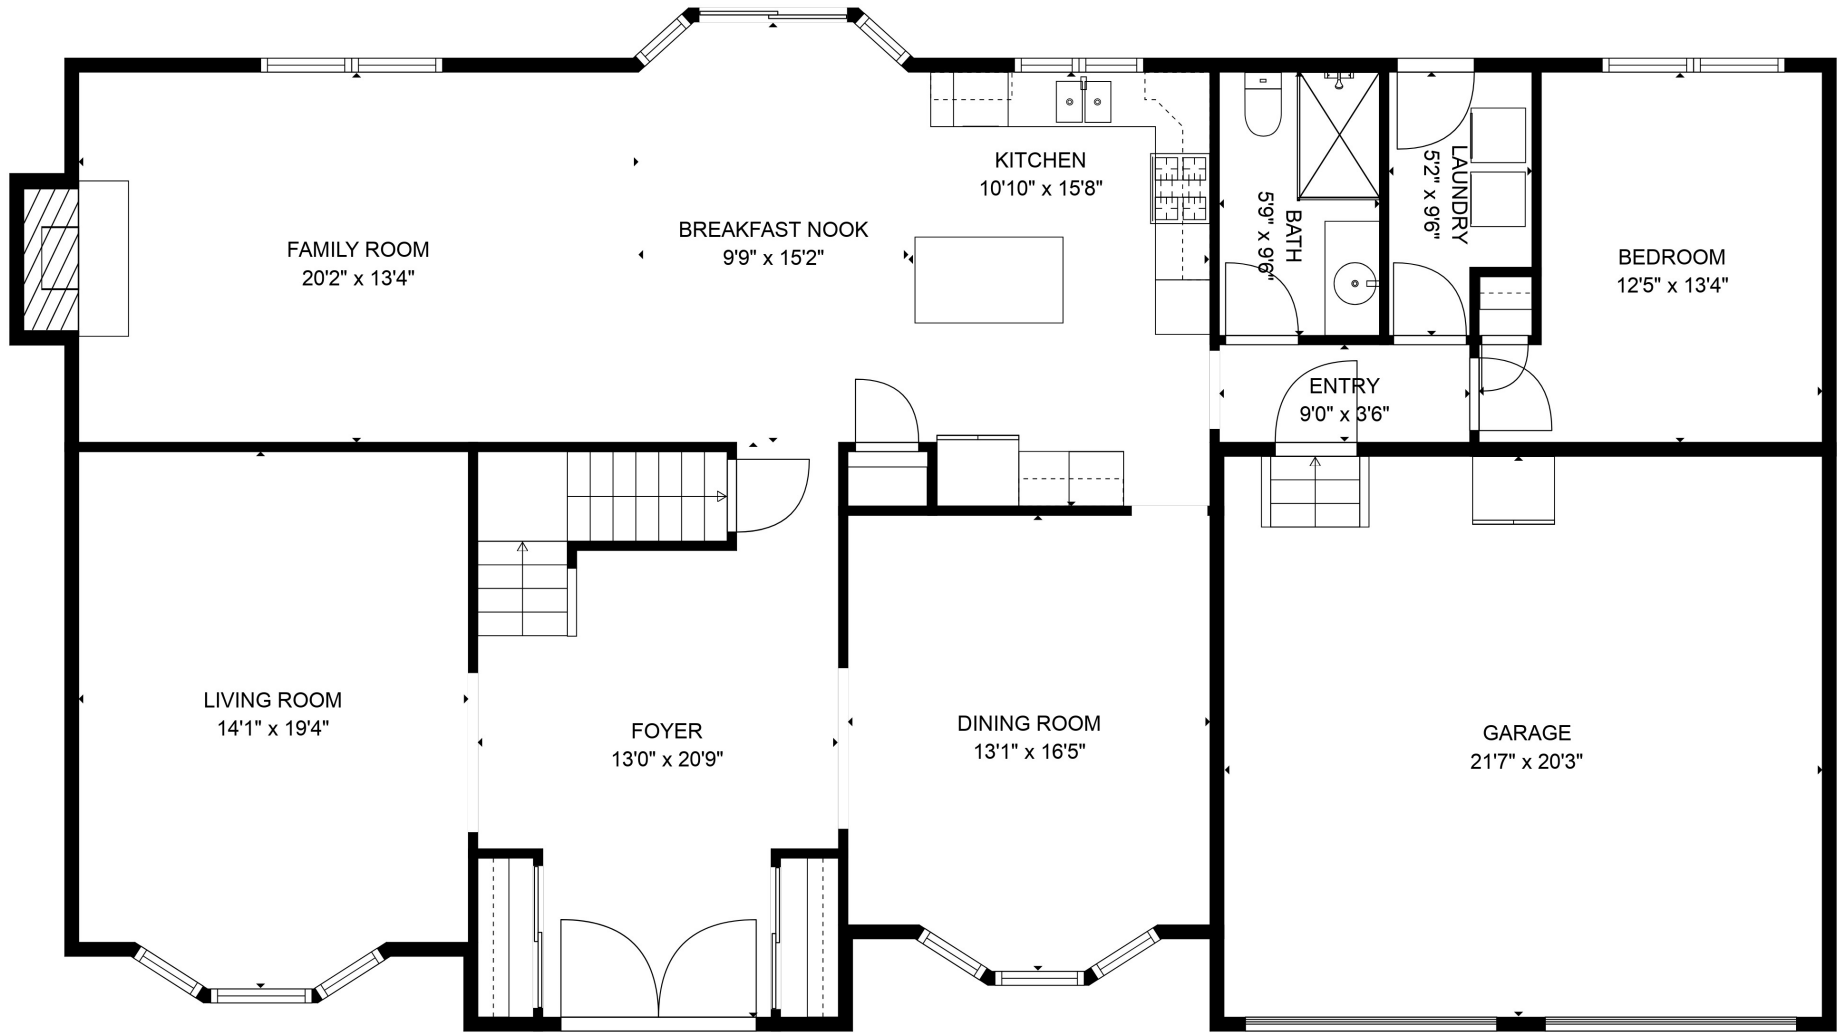 KITCHEN
10'10" x 15'8"
BREAKFAST NOOK
9'9" x 15'2"
FAMILY ROOM
20'2" x 13'4"
BATH
5'9" x 9'6"
LAUNDRY
5'2" x 9'6"
BEDROOM
12'5" x 13'4"
ENTRY
9'0" x 3'6"
LIVING ROOM
14'1" x 19'4"
FOYER
13'0" x 20'9"
DINING ROOM
13'1" x 16'5"
GARAGE
21'7" x 20'3"